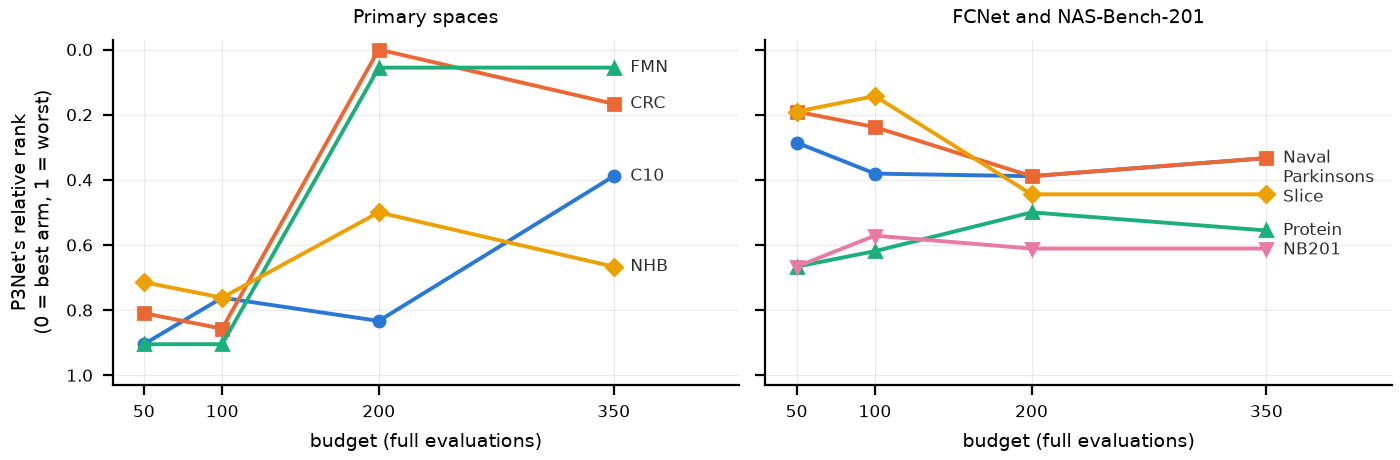 Primary spaces
P3Net's relative rank
(0 = best arm, 1 = worst)
0.0
0.2
0.4
0.6
0.8
1.0
FMN
CRC
C10
NHB
50
100
200
350
budget (full evaluations)
FCNet and NAS-Bench-201
Naval
Parkinsons
Slice
Protein
NB201
50
100
200
350
budget (full evaluations)